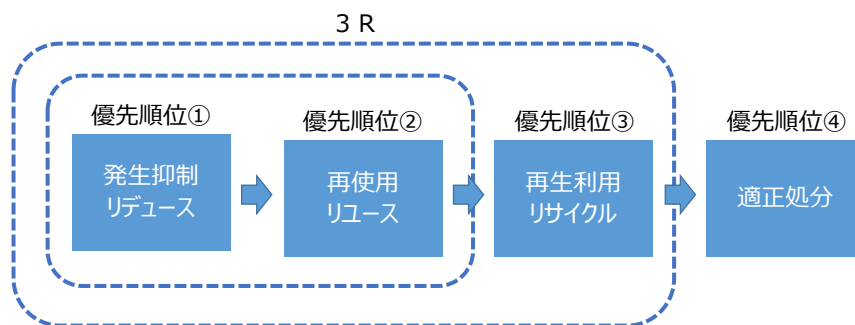 3 R
優先順位①
発生抑制
リデュース
優先順位②
再使用
リユース
優先順位③
再生利用
リサイクル
優先順位④
適正処分